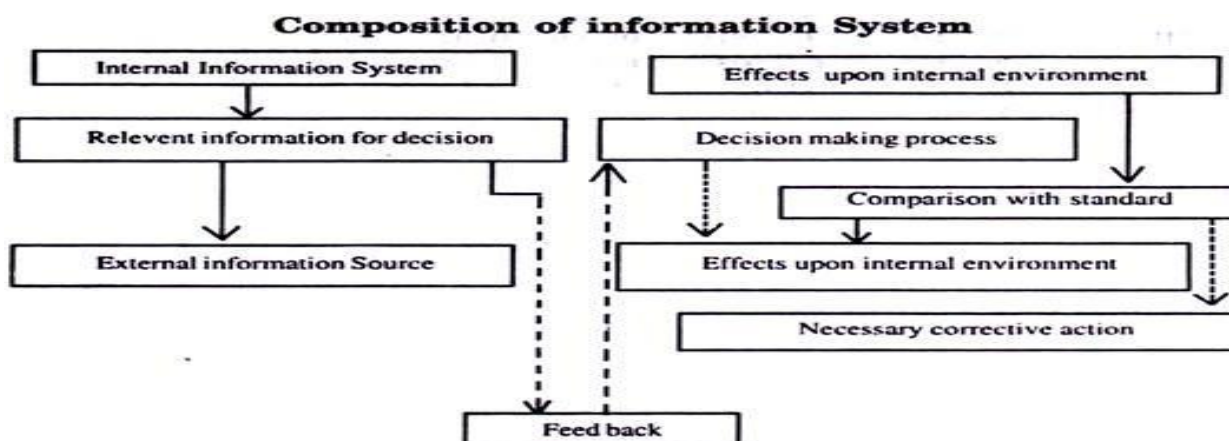 Composition of information System
Internal Information System
Effects upon internal environment
Relevent information for decision
Decision making process
Comparison with standard
External information Source
Effects upon internal environment
Necessary corrective action
Feed back